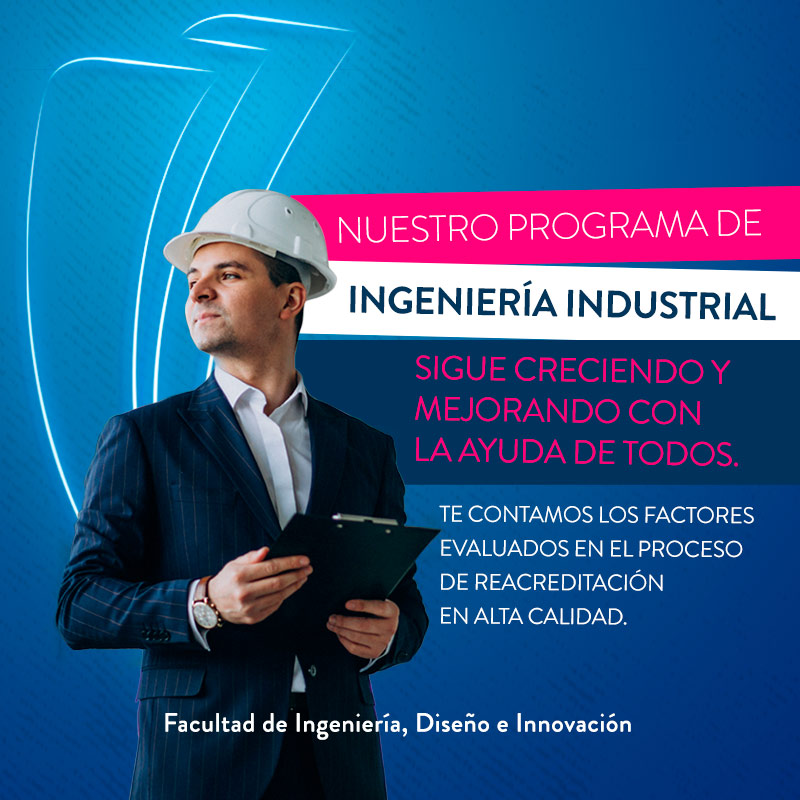 NUESTRO PROGRAMA DE
INGENIERÍA INDUSTRIAL
SIGUE CRECIENDO Y
MEJORANDO CON
LA AYUDA DE TODOS.
TE CONTAMOS LOS FACTORES
EVALUADOS EN EL PROCESO
DE REACREDITACIÓN
EN ALTA CALIDAD.
Facultad de Ingeniería, Diseño e Innovación